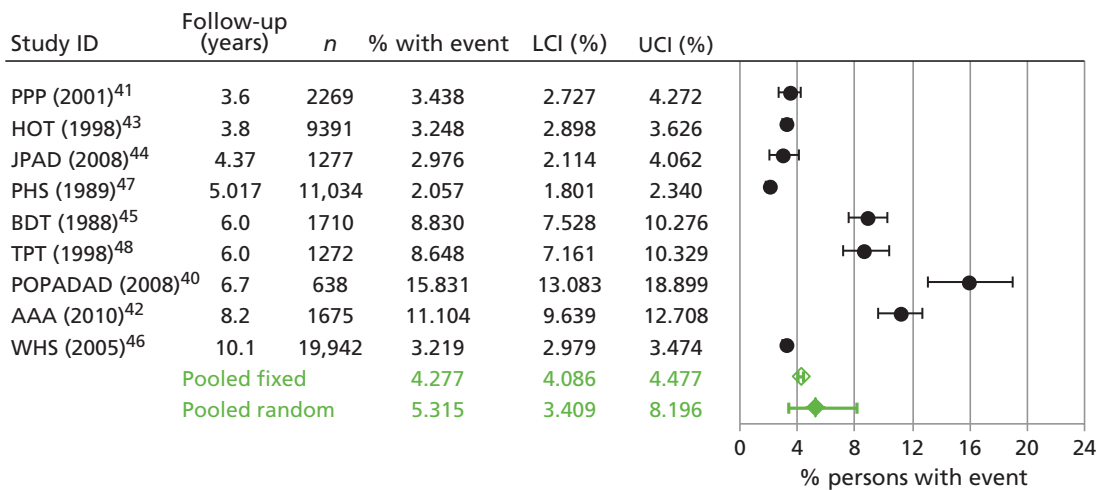 Study ID Follow-up (years) n % with event LCI (%) UCI (%)
PPP (2001)41 3.6 2269 3.438 2.727 4.272
HOT (1998)43 3.8 9391 3.248 2.898 3.626
JPAD (2008)44 4.37 1277 2.976 2.114 4.062
PHS (1989)47 5.017 11,034 2.057 1.801 2.340
BDT (1988)45 6.0 1710 8.830 7.528 10.276
TPT (1998)48 6.0 1272 8.648 7.161 10.329
POPADAD (2008)40 6.7 638 15.831 13.083 18.899
AAA (2010)42 8.2 1675 11.104 9.639 12.708
WHS (2005)46 10.1 19,942 3.219 2.979 3.474
Pooled fixed 4.277 4.086 4.477
Pooled random 5.315 3.409 8.196
0 4 8 12 16 20 24
% persons with event